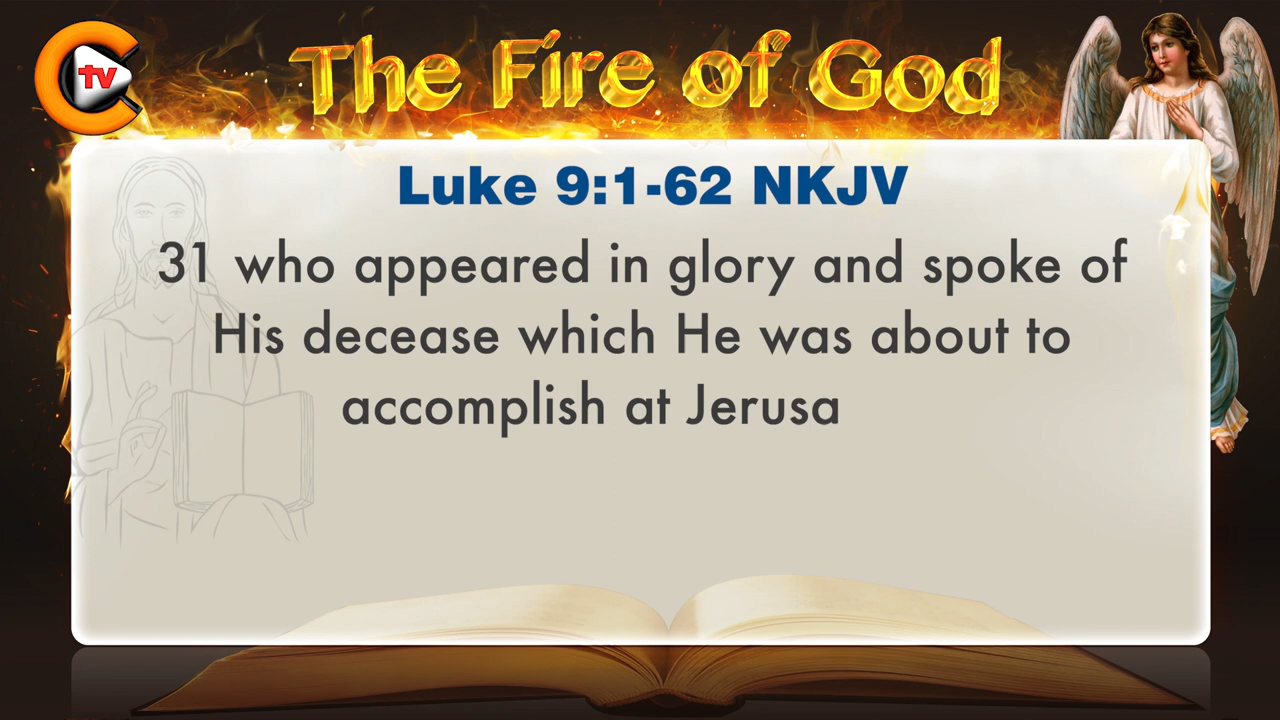 tv
The Fire of God
Luke 9:1-62 NKJV
31 who appeared in glory and spoke of
His decease which He was about to
accomplish at Jerusa